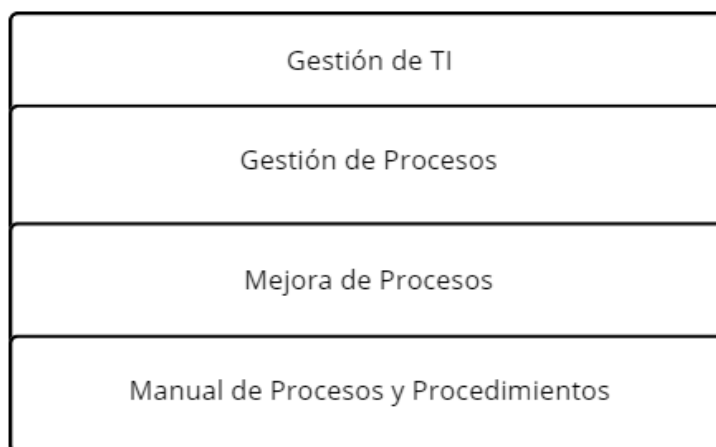 Gestión de TI
Gestión de Procesos
Mejora de Procesos
Manual de Procesos y Procedimientos